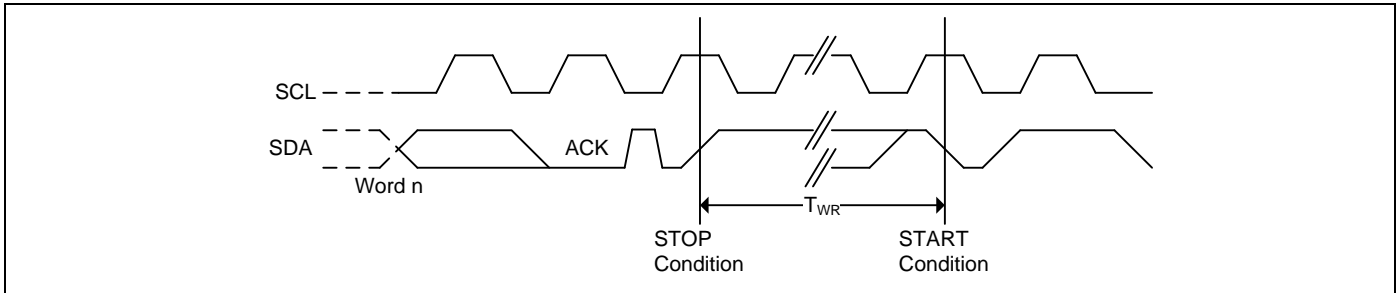 SCL
SDA
ACK
Word n
TWR
STOP
Condition
START
Condition